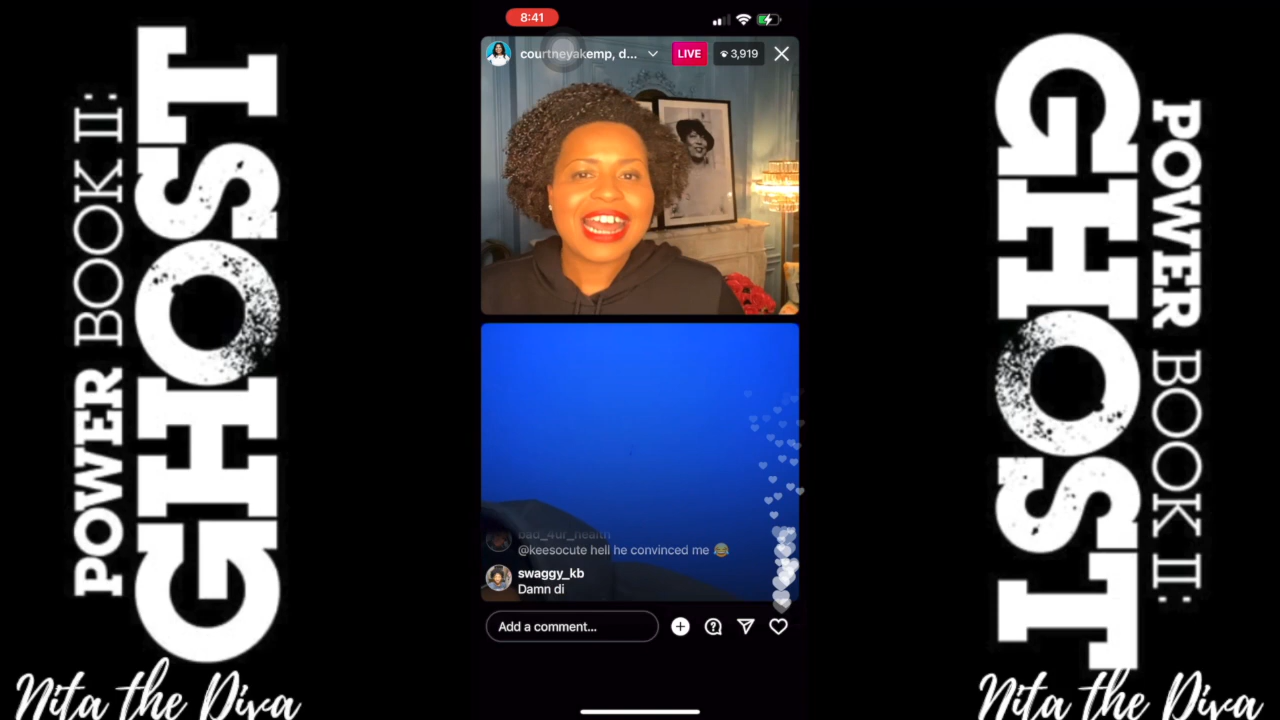 POWER BOOK II:
GHOST
Nita the Diva
8:41
courtneyakemp, d...
LIVE
3,919
bad_4ur_health
@keesocute hell he convinced me 😂
swaggy_kb
Damn di
Add a comment...
POWER BOOK II:
GHOST
Nita the Diva